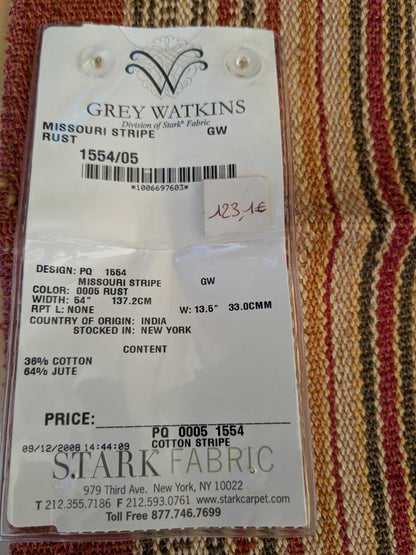 GREY WATKINS
Division of Stark® Fabric
MISSOURI STRIPE GW
RUST
1554/05
*1006697603*
123,1€
DESIGN: PQ 1554
MISSOURI STRIPE GW
COLOR: 0005 RUST
WIDTH: 54" 137.2CM
RPT L: NONE W: 13.5" 33.0CMM
COUNTRY OF ORIGIN: INDIA
STOCKED IN: NEW YORK
CONTENT
36% COTTON
64% JUTE
PRICE:
PQ 0005 1554
09/12/2008 14:44:09 COTTON STRIPE
STARK FABRIC
979 Third Ave. New York, NY 10022
T 212.355.7186 F 212.593.0761 www.starkcarpet.com
Toll Free 877.746.7699